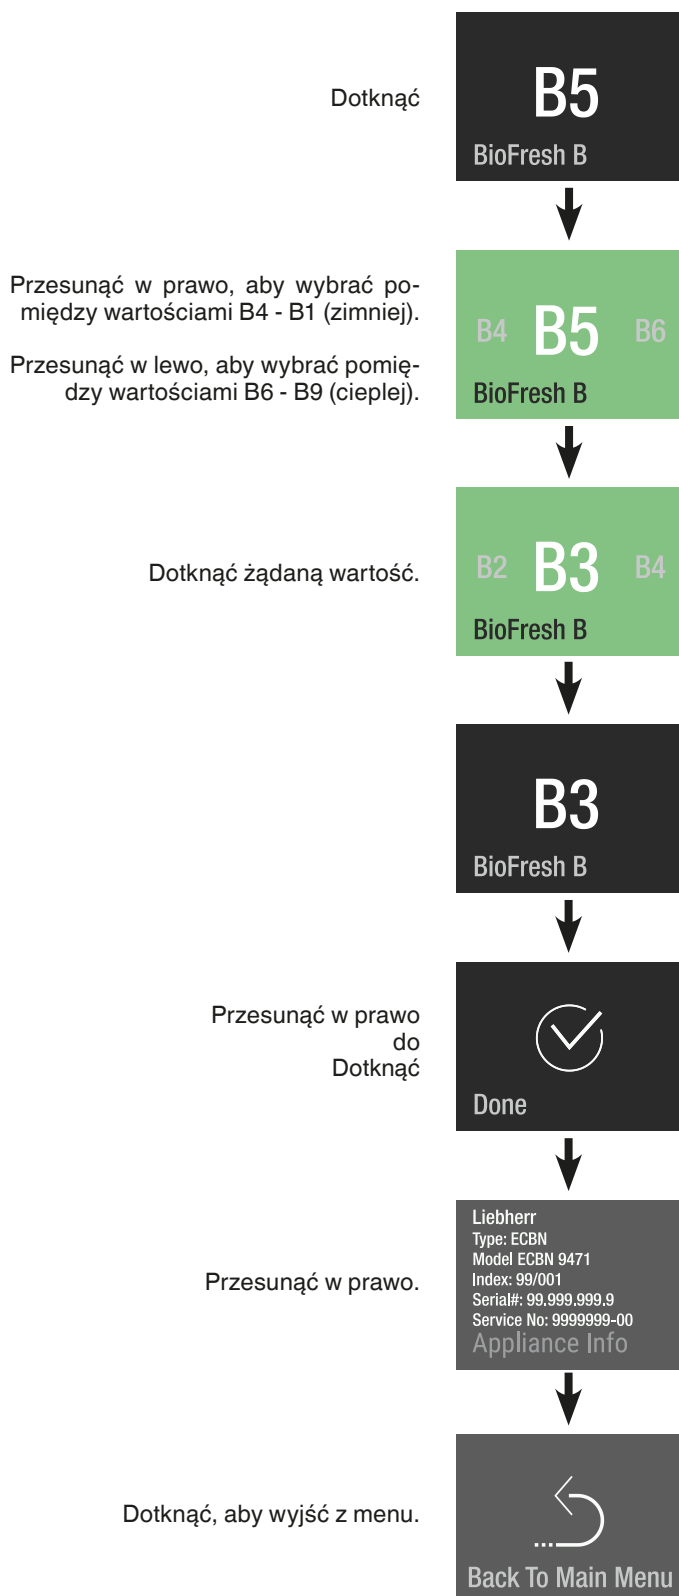 Dotknąć
B5
BioFresh B
Przesunąć w prawo, aby wybrać po-
między wartościami B4 - B1 (zimniej).
Przesunąć w lewo, aby wybrać pomię-
dzy wartościami B6 - B9 (cieplej).
B4 B5 B6
BioFresh B
Dotknąć żądaną wartość.
B2 B3 B4
BioFresh B
B3
BioFresh B
Przesunąć w prawo
do
Dotknąć
Done
Przesunąć w prawo.
Liebherr
Type: ECBN
Model ECBN 9471
Index: 99/001
Serial#: 99.999.999.9
Service No: 9999999-00
Appliance Info
Dotknąć, aby wyjść z menu.
Back To Main Menu